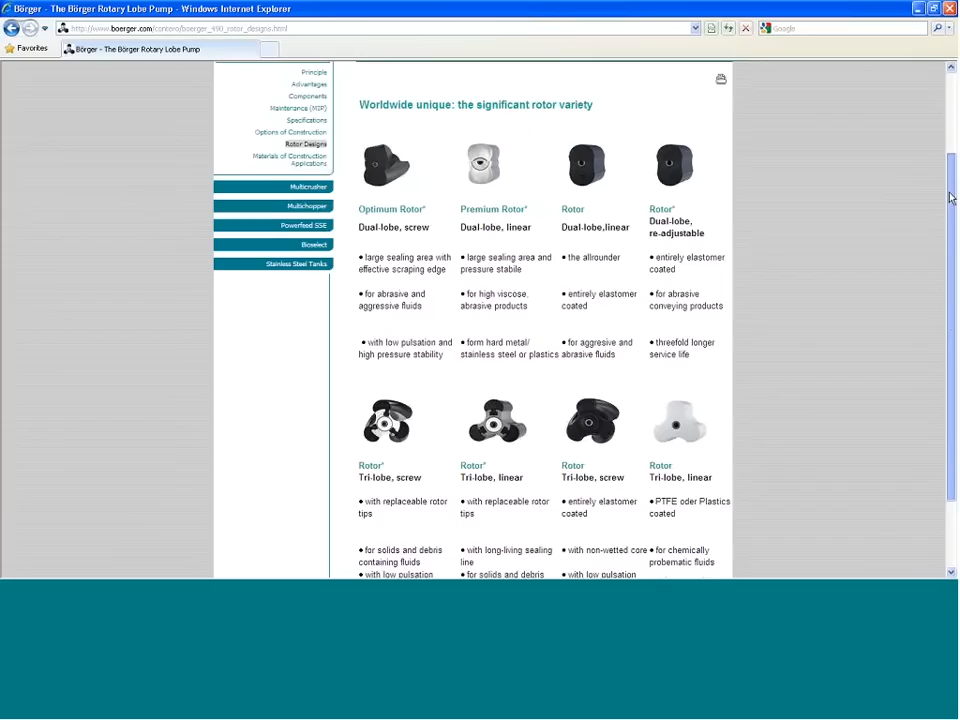 Börger - The Börger Rotary Lobe Pump - Windows Internet Explorer
http://www.boerger.com/content/boerger_490_rotor_designs.html
Google
Favorites
Börger - The Börger Rotary Lobe Pump
Principle
Advantages
Components
Maintenance (MIP)
Specifications
Options of Construction
Rotor Designs
Materials of Construction
Applications
Multicrusher
Multichopper
Powerfeed SSE
Bioselect
Stainless Steel Tanks
Worldwide unique: the significant rotor variety
Optimum Rotor*
Dual-lobe, screw
• large sealing area with
effective scraping edge
• for abrasive and
aggressive fluids
• with low pulsation and
high pressure stability
Premium Rotor*
Dual-lobe, linear
• large sealing area and
pressure stabile
• for high viscose,
abrasive products
• form hard metal/
stainless steel or plastics
Rotor
Dual-lobe,linear
• the allrounder
• entirely elastomer
coated
• for aggresive and
abrasive fluids
Rotor*
Dual-lobe,
re-adjustable
• entirely elastomer
coated
• for abrasive
conveying products
• threefold longer
service life
Rotor*
Tri-lobe, screw
• with replaceable rotor
tips
• for solids and debris
containing fluids
• with low pulsation
Rotor*
Tri-lobe, linear
• with replaceable rotor
tips
• with long-living sealing
line
• for solids and debris
Rotor
Tri-lobe, screw
• entirely elastomer
coated
• with non-wetted core
• with low pulsation
Rotor
Tri-lobe, linear
• PTFE oder Plastics
coated
• for chemically
probematic fluids